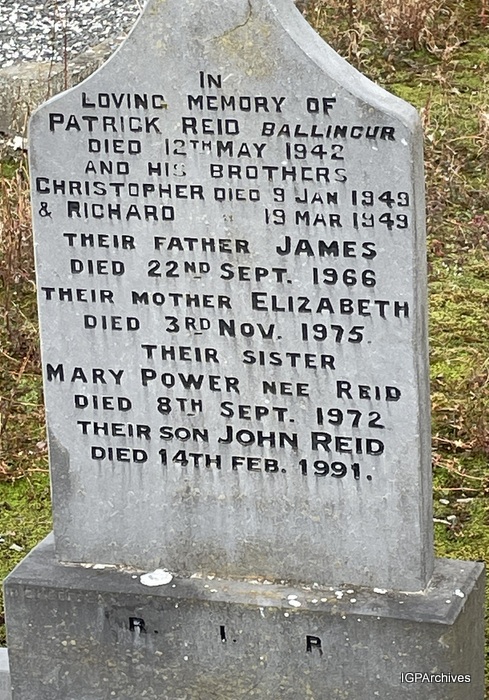 IN
LOVING MEMORY OF
PATRICK REID BALLINGUR
DIED 12TH MAY 1942
AND HIS BROTHERS
CHRISTOPHER DIED 9 JAN 1949
& RICHARD " 19 MAR 1949
THEIR FATHER JAMES
DIED 22ND SEPT. 1966
THEIR MOTHER ELIZABETH
DIED 3RD NOV. 1975.
THEIR SISTER
MARY POWER NEE REID
DIED 8TH SEPT. 1972
THEIR SON JOHN REID
DIED 14TH FEB. 1991.
R. I. P
IGPArchives